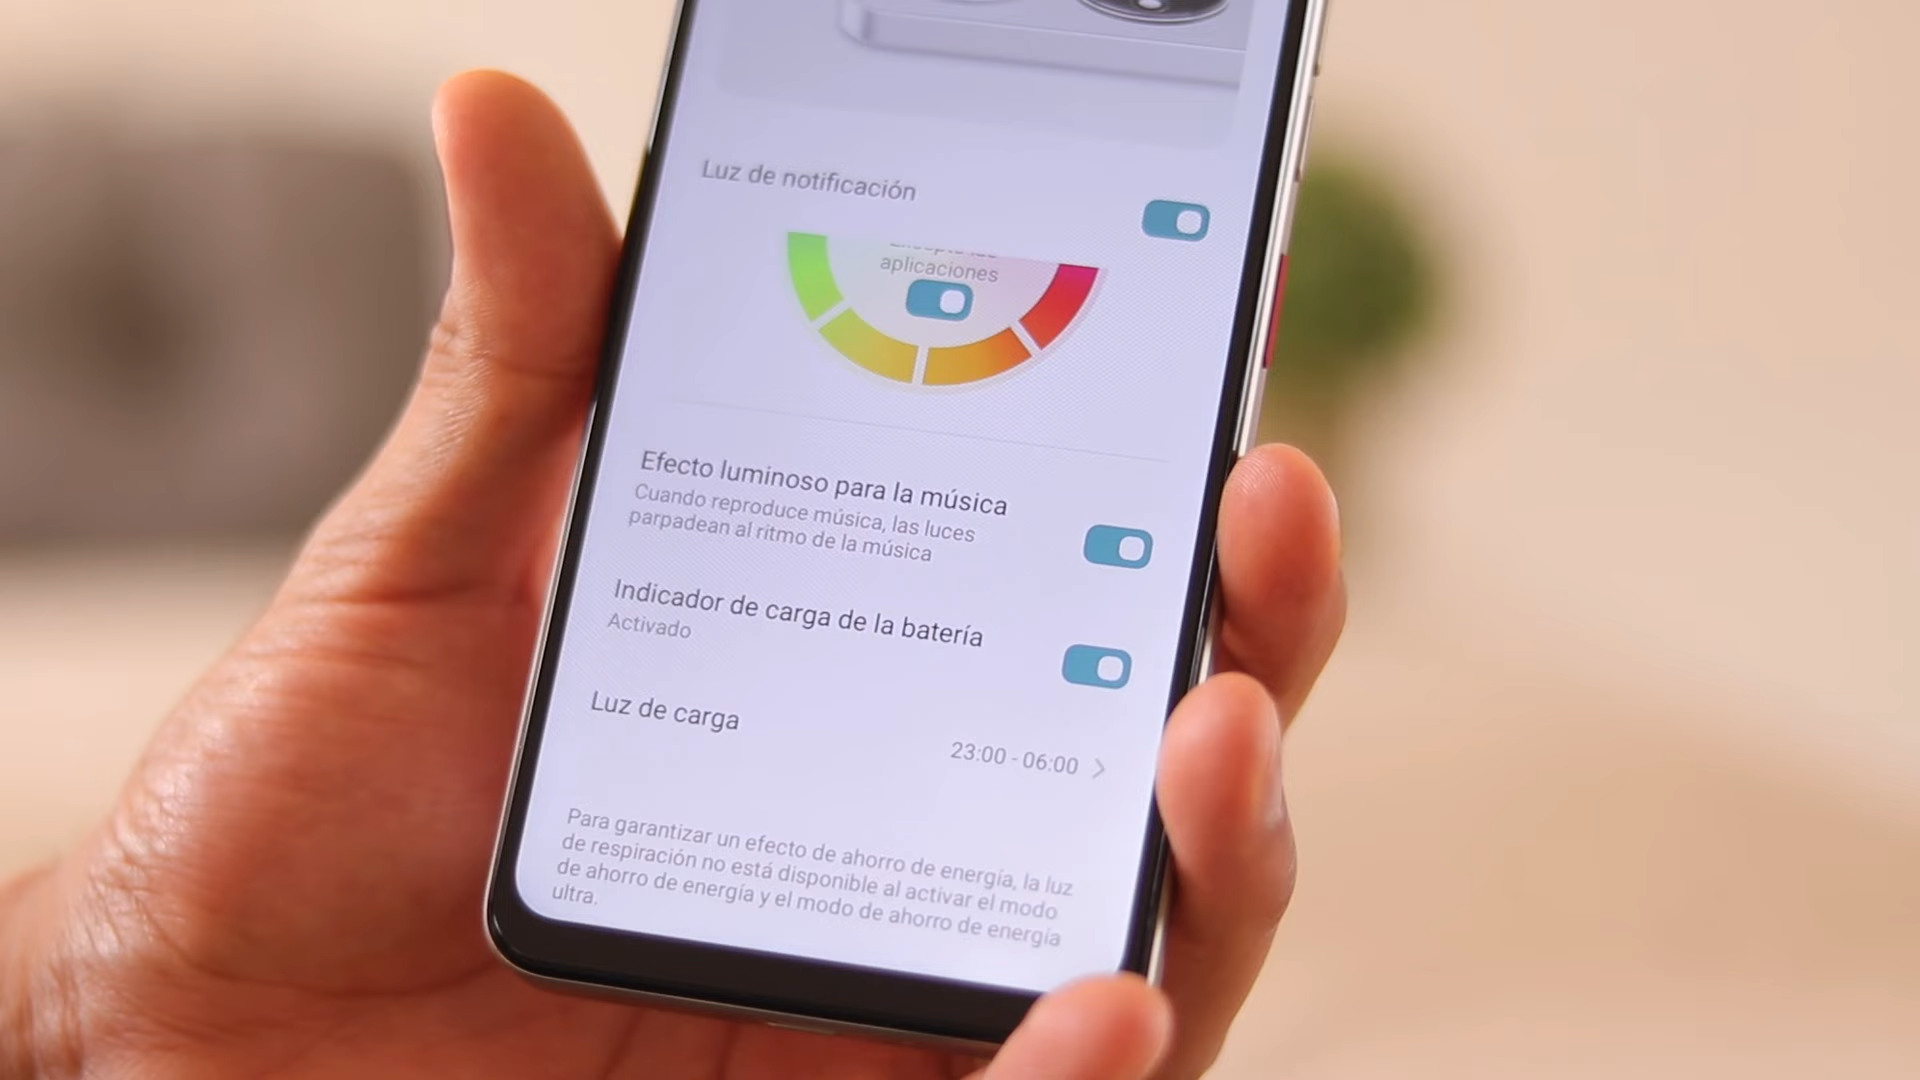 Luz de notificación
aplicaciones
Efecto luminoso para la música
Cuando reproduce música, las luces
parpadean al ritmo de la música
Indicador de carga de la batería
Activado
Luz de carga
23:00 - 06:00
Para garantizar un efecto de ahorro de energía, la luz
de respiración no está disponible al activar el modo
de ahorro de energía y el modo de ahorro de energía
ultra.